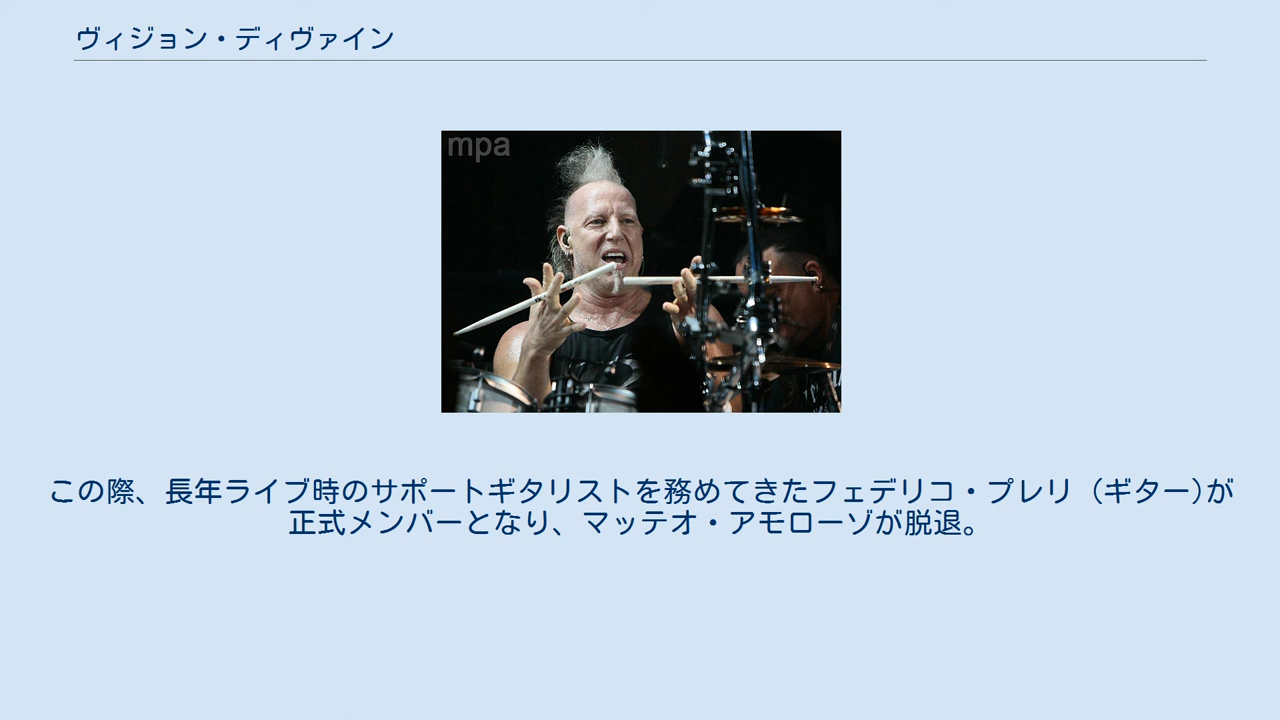 ヴィジョン・ディヴァイン
mpa
この際、長年ライブ時のサポートギタリストを務めてきたフェデリコ・プレリ (ギター)が
正式メンバーとなり、マッテオ・アモローゾが脱退。